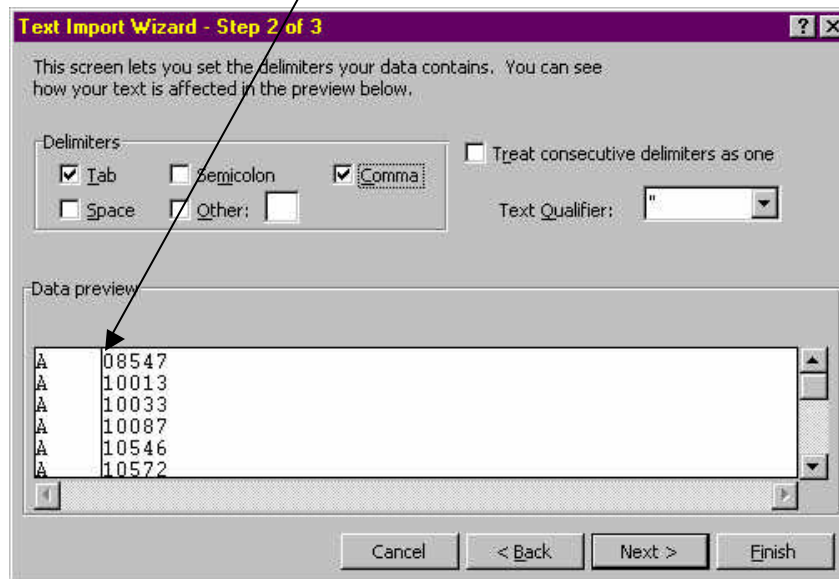 Text Import Wizard - Step 2 of 3
This screen lets you set the delimiters your data contains. You can see
how your text is affected in the preview below.
Delimiters
Tab Semicolon Comma
Space Other:
Treat consecutive delimiters as one
Text Qualifier: "
Data preview
A 08547
A 10013
A 10033
A 10087
A 10546
A 10572
Cancel < Back Next > Finish